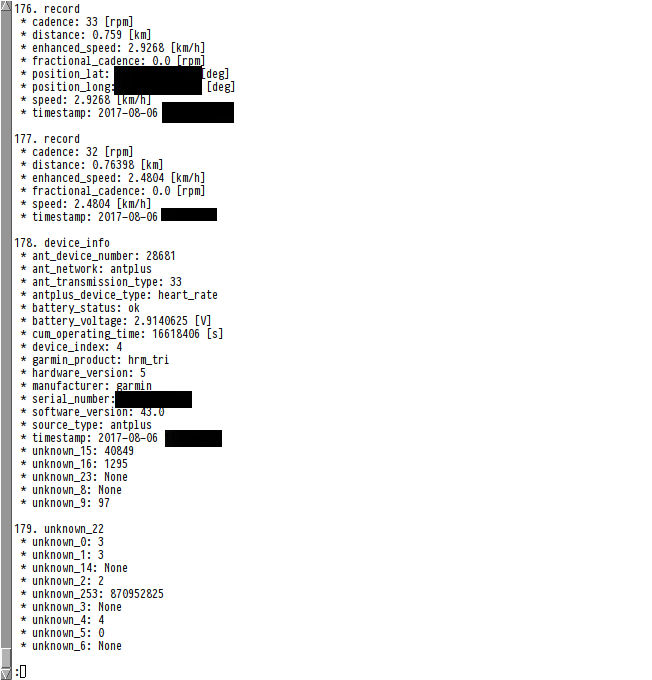 176. record
* cadence: 33 [rpm]
* distance: 0.759 [km]
* enhanced_speed: 2.9268 [km/h]
* fractional_cadence: 0.0 [rpm]
* position_lat: [deg]
* position_long: [deg]
* speed: 2.9268 [km/h]
* timestamp: 2017-08-06
177. record
* cadence: 32 [rpm]
* distance: 0.76398 [km]
* enhanced_speed: 2.4804 [km/h]
* fractional_cadence: 0.0 [rpm]
* speed: 2.4804 [km/h]
* timestamp: 2017-08-06
178. device_info
* ant_device_number: 28681
* ant_network: antplus
* ant_transmission_type: 33
* antplus_device_type: heart_rate
* battery_status: ok
* battery_voltage: 2.9140625 [V]
* cum_operating_time: 16618406 [s]
* device_index: 4
* garmin_product: hrm_tri
* hardware_version: 5
* manufacturer: garmin
* serial_number:
* software_version: 43.0
* source_type: antplus
* timestamp: 2017-08-06
* unknown_15: 40849
* unknown_16: 1295
* unknown_23: None
* unknown_8: None
* unknown_9: 97
179. unknown_22
* unknown_0: 3
* unknown_1: 3
* unknown_14: None
* unknown_2: 2
* unknown_253: 870952825
* unknown_3: None
* unknown_4: 4
* unknown_5: 0
* unknown_6: None
: